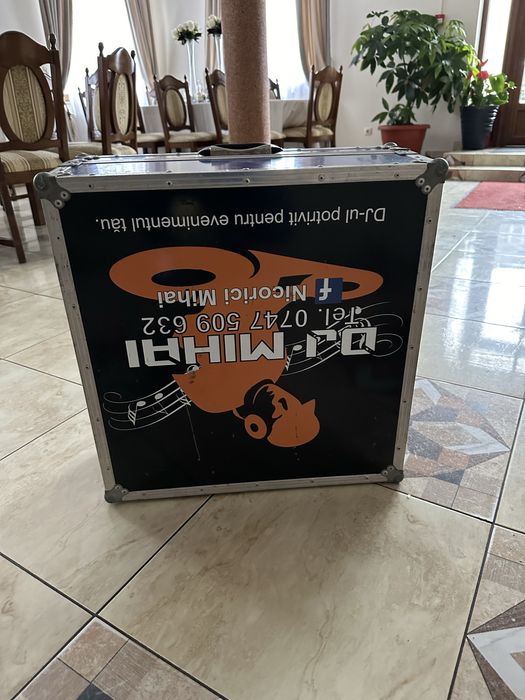 DJ MIHAI
Tel. 0747 509 632
f Nicorici Mihai
DJ-ul potrivit pentru evenimentul tău.